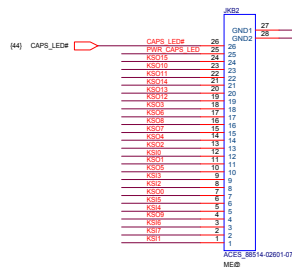 JKB2
GND1 27
GND2 28
{44} CAPS_LED# CAPS_LED# 26 26
PWR_CAPS_LED 25 25
KSO15 24 24
KSO10 23 23
KSO11 22 22
KSO14 21 21
KSO13 20 20
KSO12 19 19
KSO3 18 18
KSO6 17 17
KSO8 16 16
KSO7 15 15
KSO4 14 14
KSO2 13 13
KSI0 12 12
KSO1 11 11
KSO5 10 10
KSI3 9 9
KSI2 8 8
KSO0 7 7
KSI5 6 6
KSI4 5 5
KSO9 4 4
KSI6 3 3
KSI7 2 2
KSI1 1 1
ACES_88514-02601-07
ME@